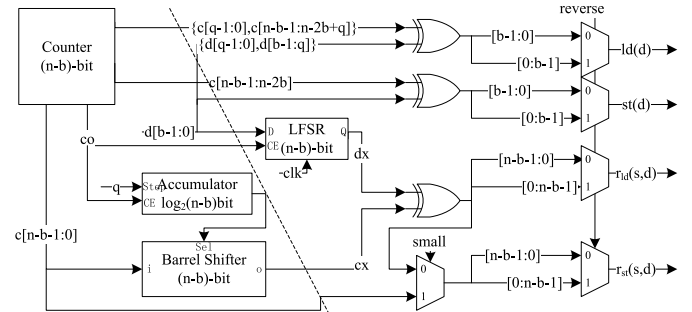 reverse
Counter
(n-b)-bit
{c[q-1:0],c[n-b-1:n-2b+q]}
{d[q-1:0],d[b-1:q]}
[b-1:0]
0
ld(d)
[0:b-1]
1
c[n-b-1:n-2b]
[b-1:0]
0
st(d)
[0:b-1]
1
d[b-1:0]
D
LFSR
Q
CE
(n-b)-bit
co
dx
clk
[n-b-1:0]
0
r_ld(s,d)
[0:n-b-1]
1
q
Step
Accumulator
CE
log₂(n-b)bit
c[n-b-1:0]
small
Sel
i
Barrel Shifter
o
(n-b)-bit
cx
0
1
[n-b-1:0]
0
r_st(s,d)
[0:n-b-1]
1